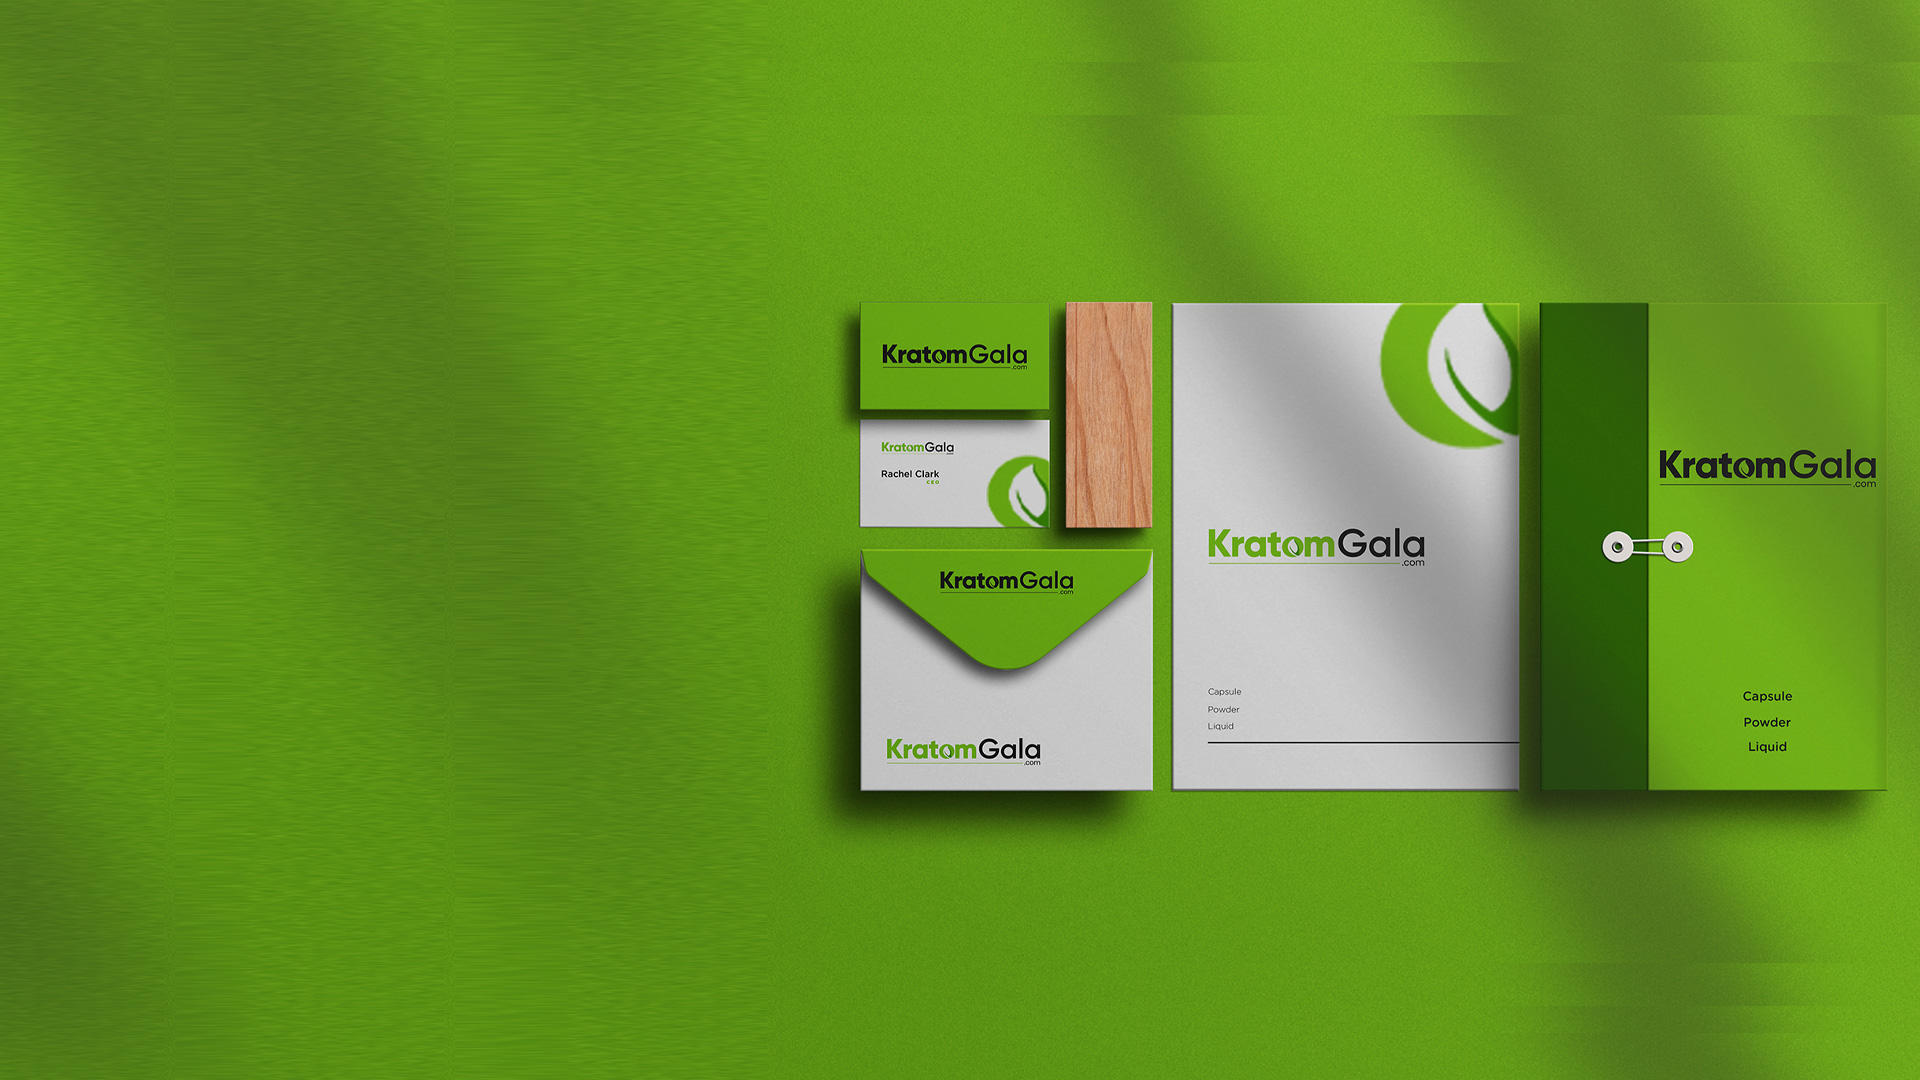 KratomGala
.com
KratomGala
Rachel Clark
CEO
KratomGala
.com
KratomGala
.com
KratomGala
.com
Capsule
Powder
Liquid
KratomGala
.com
Capsule
Powder
Liquid